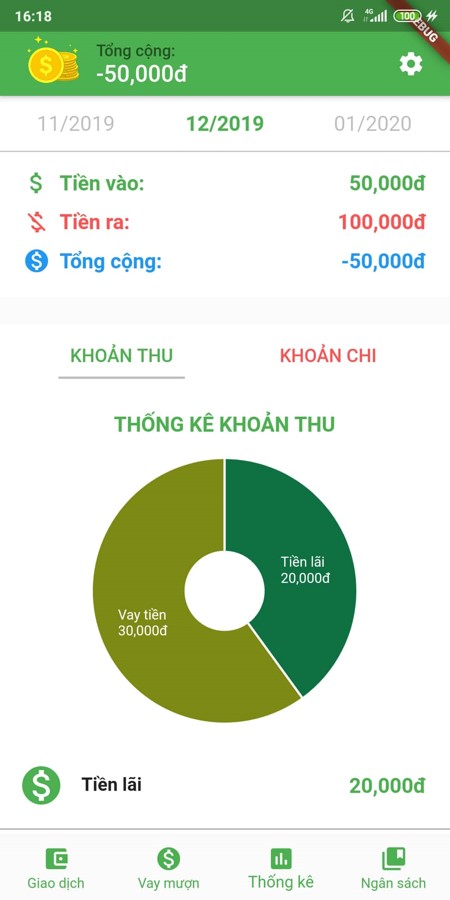 16:18
4G
100
EBUG
Tổng cộng:
-50,000đ
11/2019
12/2019
01/2020
Tiền vào:
50,000đ
Tiền ra:
100,000đ
Tổng cộng:
-50,000đ
KHOẢN THU
KHOẢN CHI
THỐNG KÊ KHOẢN THU
Tiền lãi
20,000đ
Vay tiền
30,000đ
Tiền lãi
20,000đ
Giao dịch
Vay mượn
Thống kê
Ngân sách